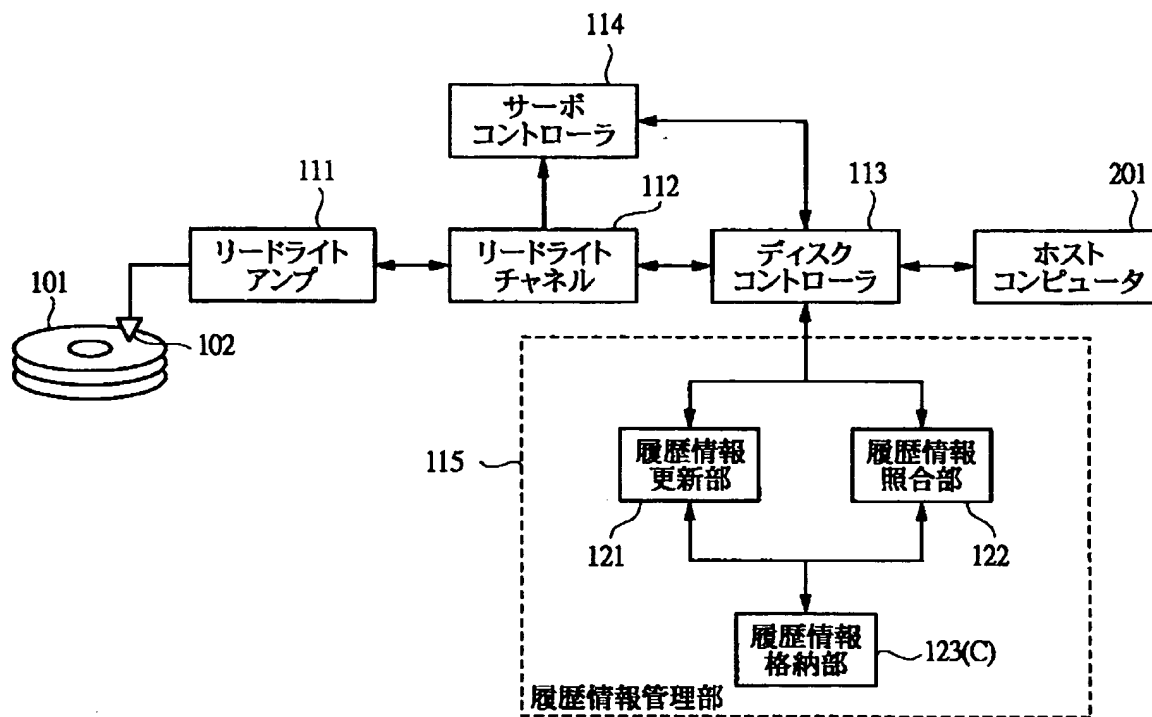 114
サーボ
コントローラ
111
リードライト
アンプ
112
リードライト
チャネル
113
ディスク
コントローラ
201
ホスト
コンピュータ
101
102
115
履歴情報
更新部
121
履歴情報
照合部
122
履歴情報
格納部
123(C)
履歴情報管理部